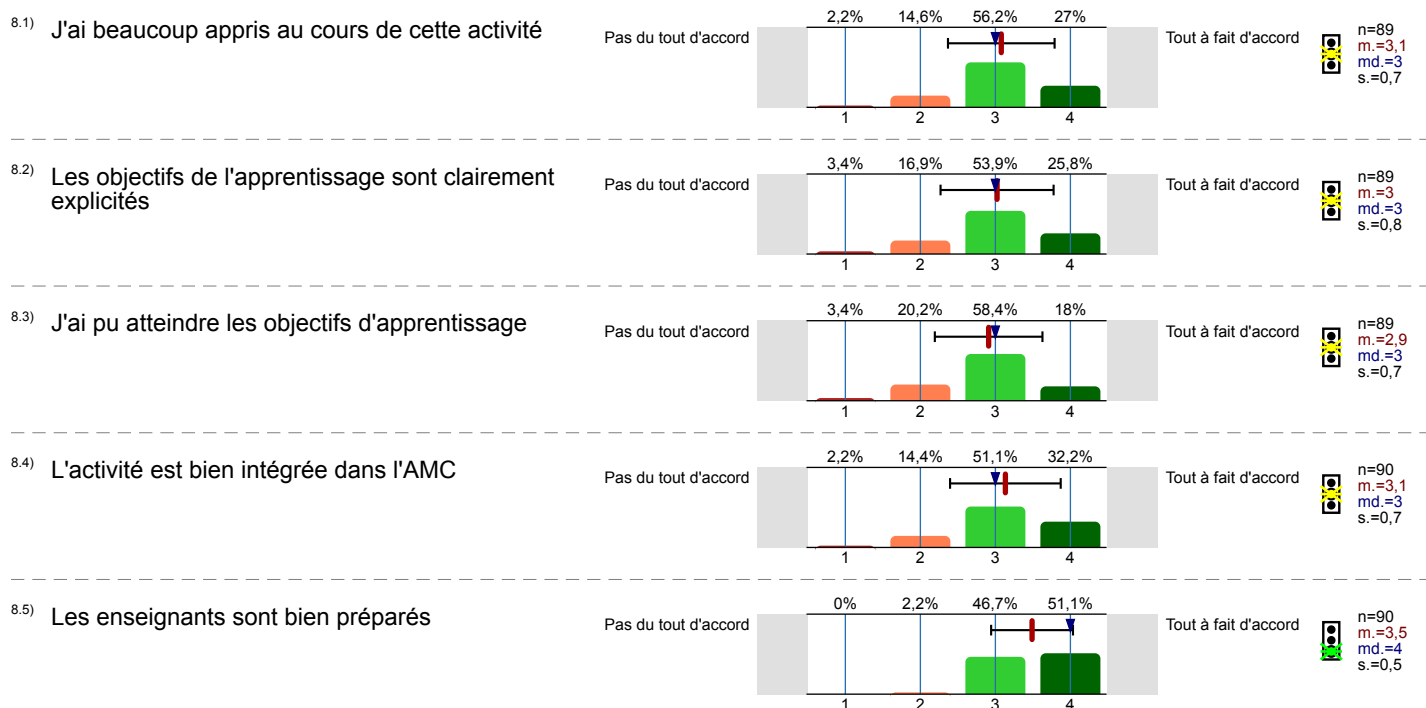 8.1) J'ai beaucoup appris au cours de cette activité
Pas du tout d'accord
2,2% 14,6% 56,2% 27%
1 2 3 4
Tout à fait d'accord
n=89
m.=3,1
md.=3
s.=0,7
8.2) Les objectifs de l'apprentissage sont clairement
explicités
Pas du tout d'accord
3,4% 16,9% 53,9% 25,8%
1 2 3 4
Tout à fait d'accord
n=89
m.=3
md.=3
s.=0,8
8.3) J'ai pu atteindre les objectifs d'apprentissage
Pas du tout d'accord
3,4% 20,2% 58,4% 18%
1 2 3 4
Tout à fait d'accord
n=89
m.=2,9
md.=3
s.=0,7
8.4) L'activité est bien intégrée dans l'AMC
Pas du tout d'accord
2,2% 14,4% 51,1% 32,2%
1 2 3 4
Tout à fait d'accord
n=90
m.=3,1
md.=3
s.=0,7
8.5) Les enseignants sont bien préparés
Pas du tout d'accord
0% 2,2% 46,7% 51,1%
1 2 3 4
Tout à fait d'accord
n=90
m.=3,5
md.=4
s.=0,5